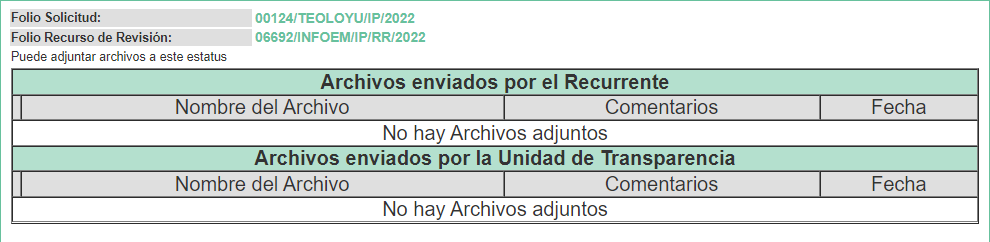 Folio Solicitud: 00124/TEOLOYU/IP/2022
Folio Recurso de Revisión: 06692/INFOEM/IP/RR/2022
Puede adjuntar archivos a este estatus
Archivos enviados por el Recurrente
Nombre del Archivo Comentarios Fecha
No hay Archivos adjuntos
Archivos enviados por la Unidad de Transparencia
Nombre del Archivo Comentarios Fecha
No hay Archivos adjuntos